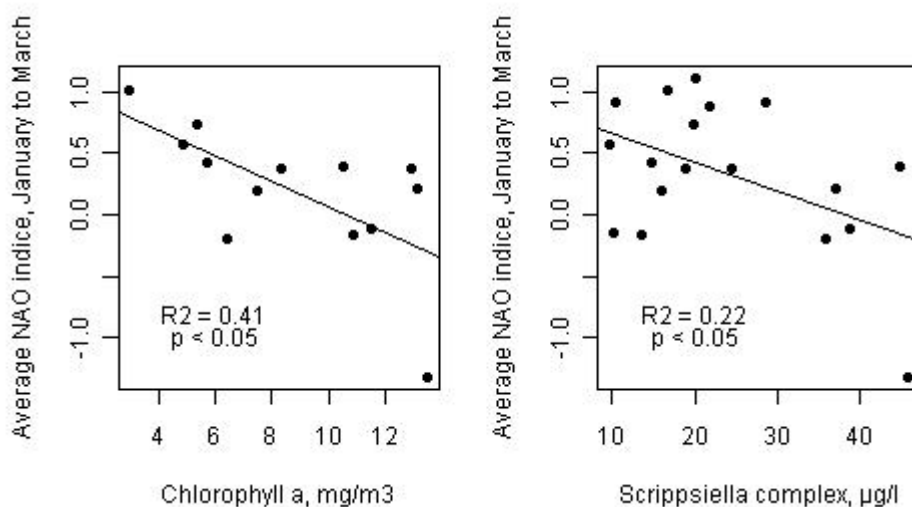 Average NAO indice, January to March
1.0
0.5
0.0
-1.0
R2 = 0.41
p < 0.05
4 6 8 10 12
Chlorophyll a, mg/m3
Average NAO indice, January to March
1.0
0.5
0.0
-1.0
R2 = 0.22
p < 0.05
10 20 30 40
Scrippsiella complex, µg/l